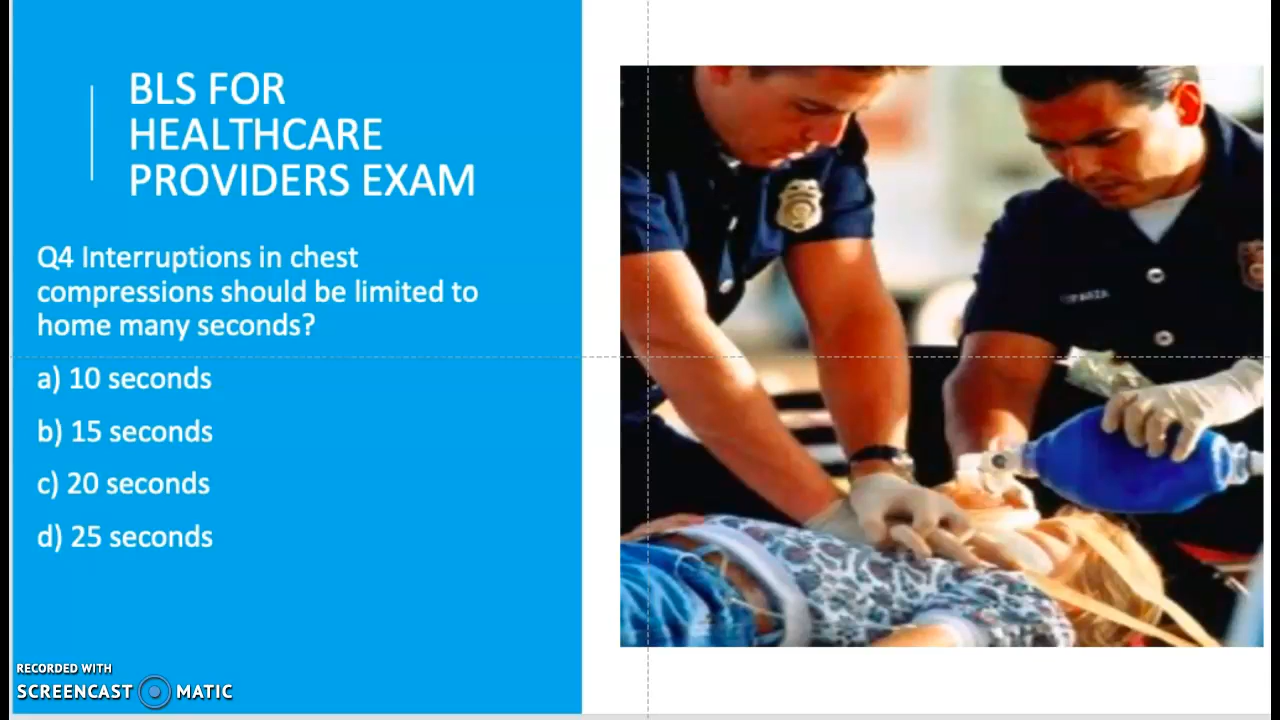 BLS FOR
HEALTHCARE
PROVIDERS EXAM
Q4 Interruptions in chest
compressions should be limited to
home many seconds?
a) 10 seconds
b) 15 seconds
c) 20 seconds
d) 25 seconds
RECORDED WITH
SCREENCAST MATIC